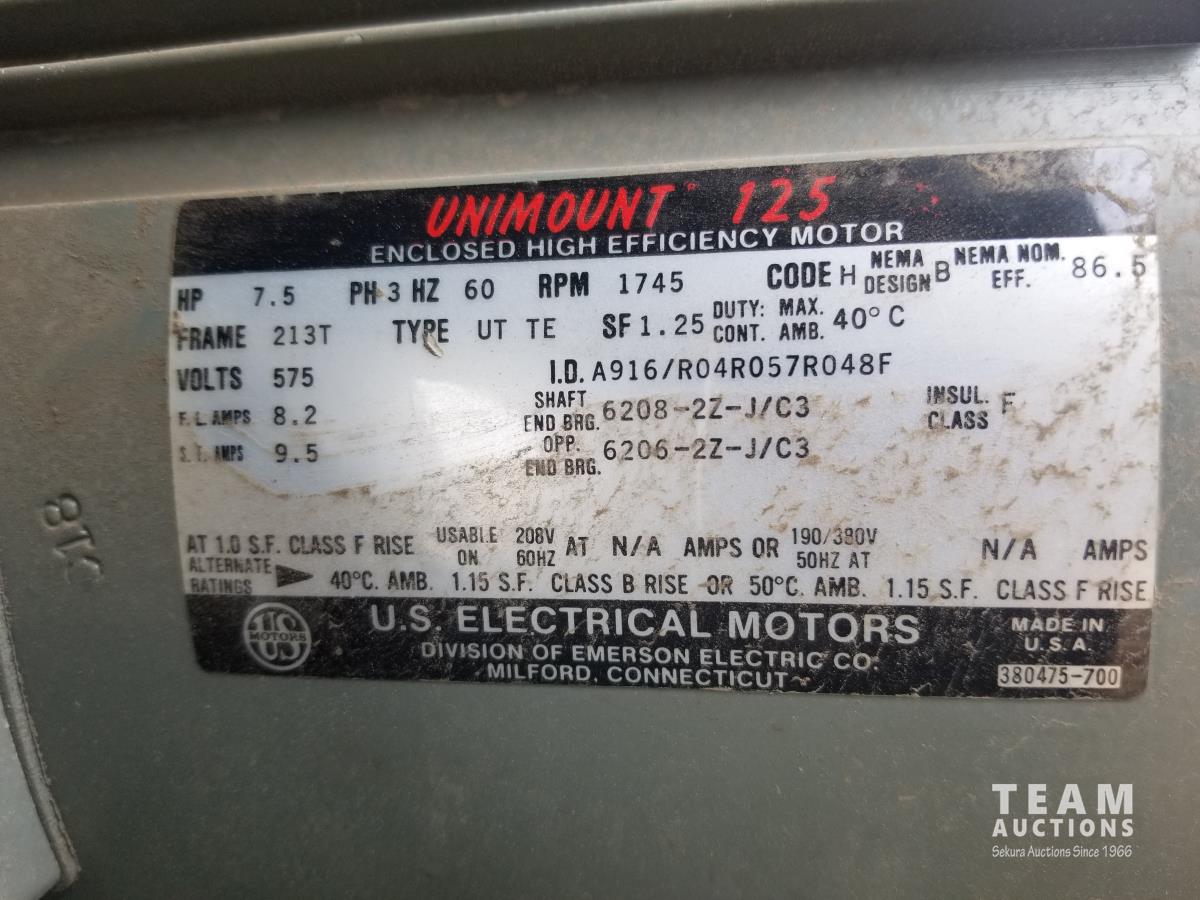 UNIMOUNT™ 125
ENCLOSED HIGH EFFICIENCY MOTOR
HP 7.5 PH 3 HZ 60 RPM 1745 CODE H NEMA DESIGN B NEMA NOM. EFF. 86.5
FRAME 213T TYPE UT TE SF 1.25 DUTY: MAX. CONT. AMB. 40°C
VOLTS 575 I.D. A916/R04R057R048F
F.L. AMPS 8.2 SHAFT END BRG. 6208-2Z-J/C3 INSUL. CLASS F
S.F. AMPS 9.5 OPP. END BRG. 6206-2Z-J/C3
AT 1.0 S.F. CLASS F RISE USABLE ON 208V 60HZ AT N/A AMPS OR 190/380V 50HZ AT N/A AMPS
ALTERNATE RATINGS 40°C. AMB. 1.15 S.F. CLASS B RISE OR 50°C. AMB. 1.15 S.F. CLASS F RISE
US MOTORS
U.S. ELECTRICAL MOTORS
DIVISION OF EMERSON ELECTRIC CO.
MILFORD, CONNECTICUT
MADE IN
U.S.A.
380475-700
TEAM
AUCTIONS
Sekura Auctions Since 1966